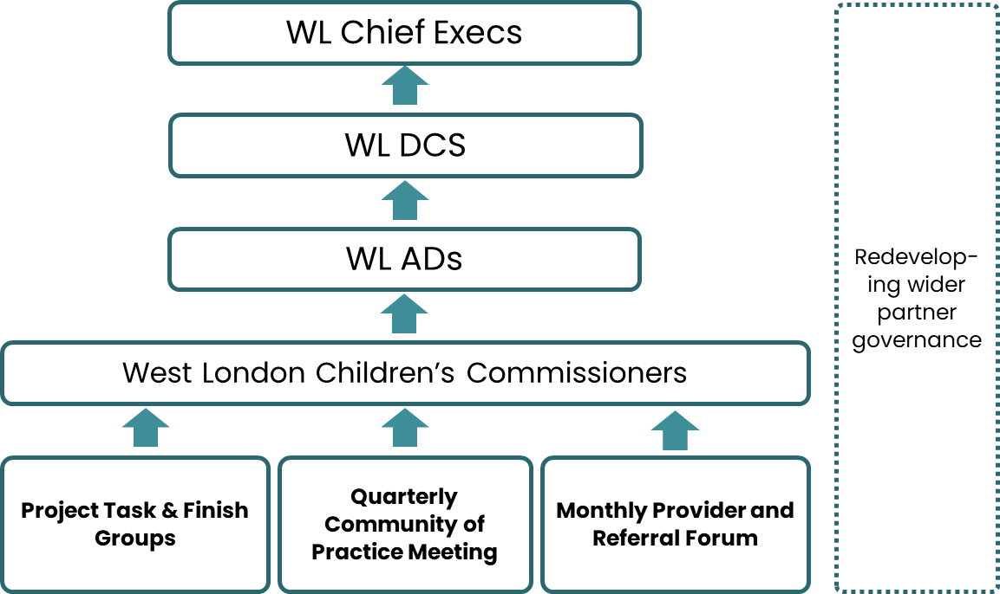 WL Chief Execs
WL DCS
WL ADs
West London Children’s Commissioners
Project Task & Finish
Groups
Quarterly
Community of
Practice Meeting
Monthly Provider and
Referral Forum
Redevelop-
ing wider
partner
governance